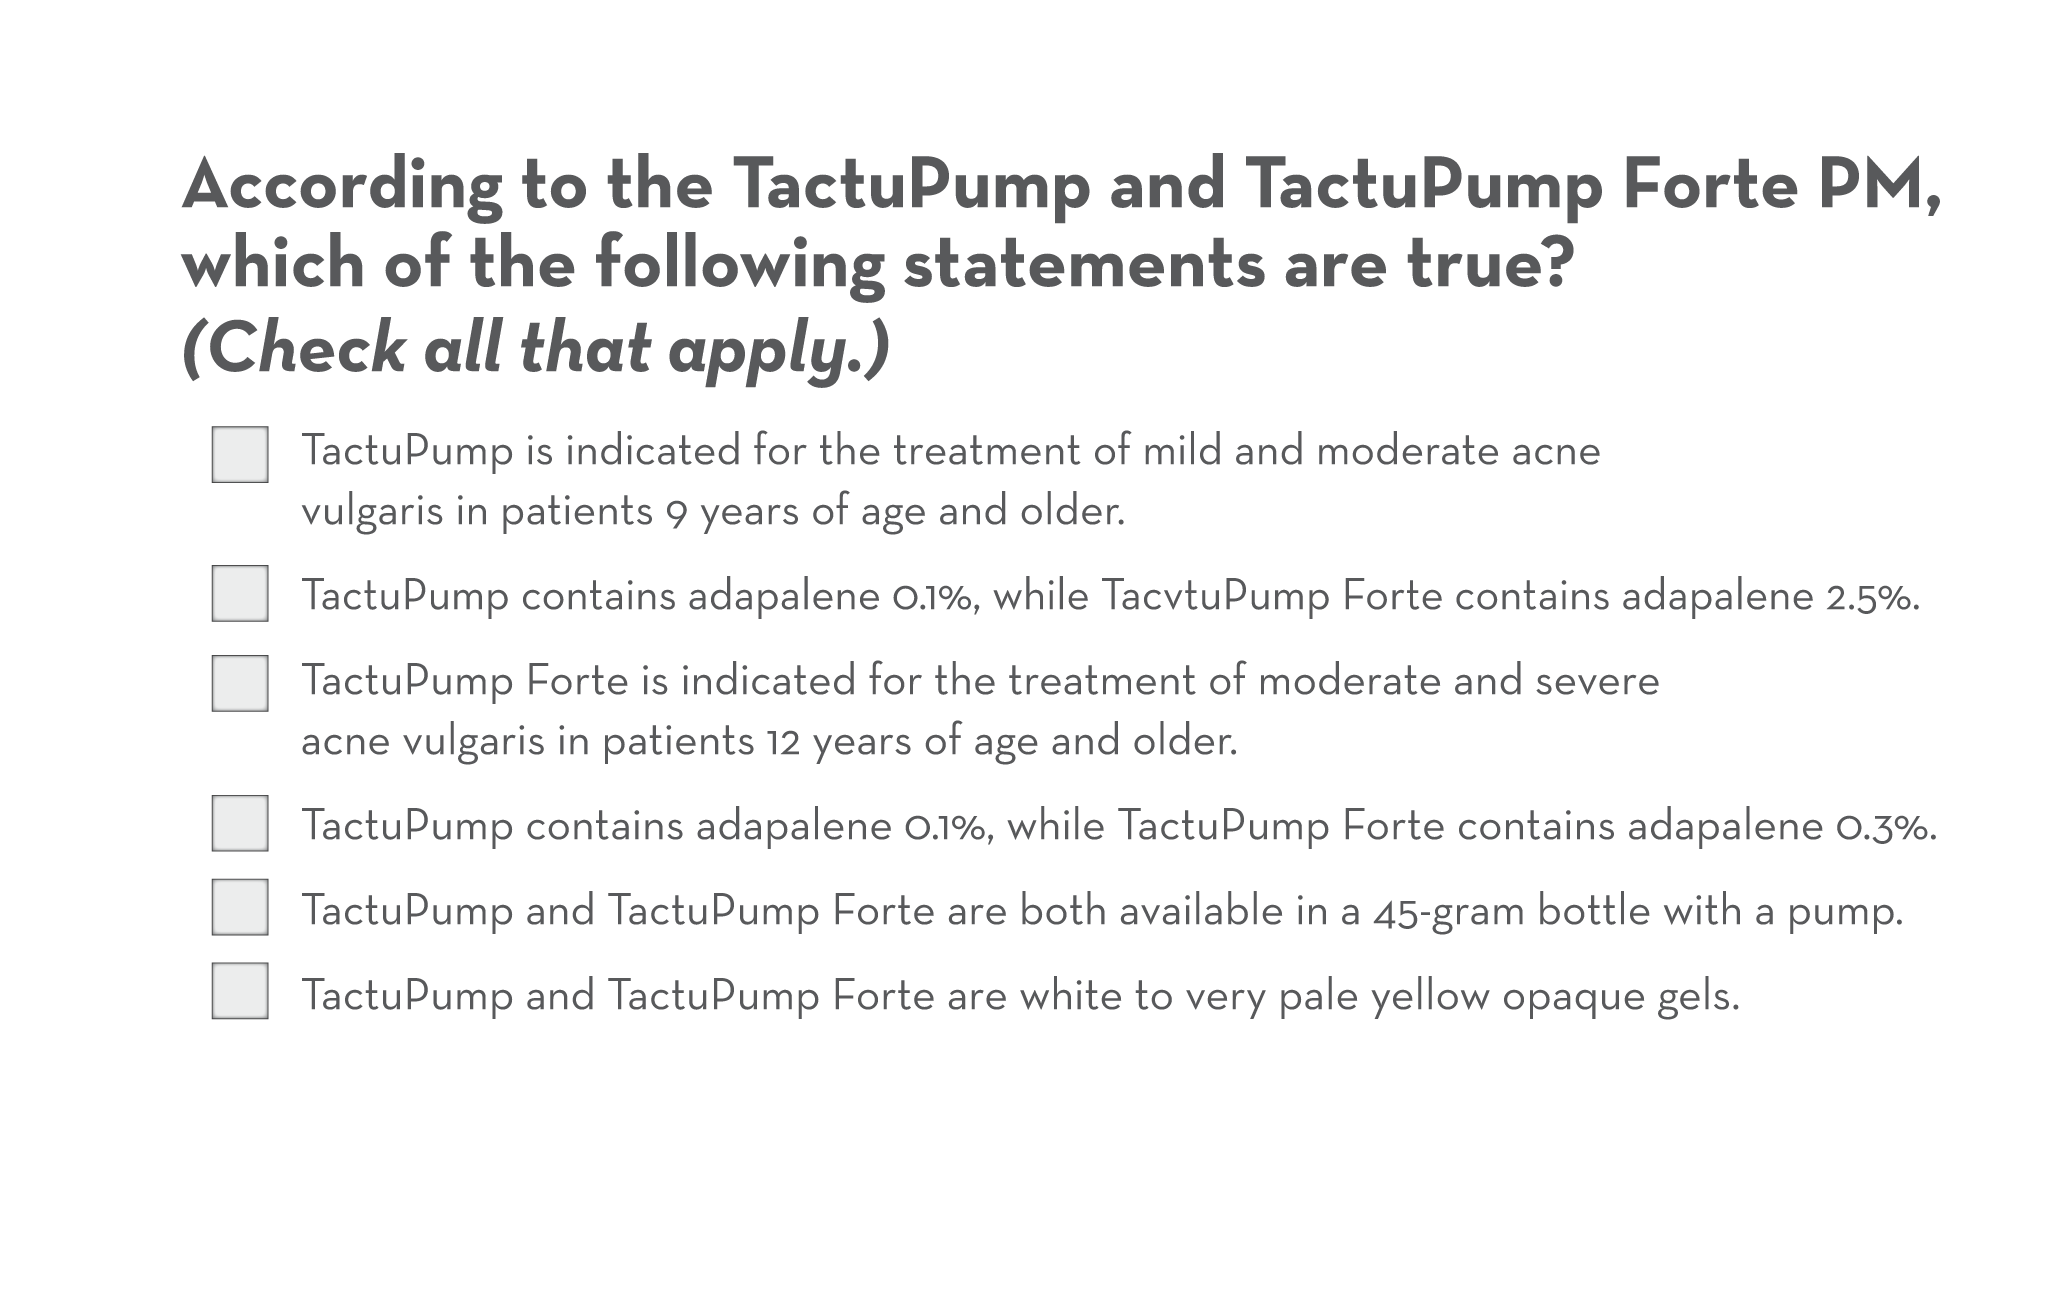 According to the TactuPump and TactuPump Forte PM,
which of the following statements are true?
(Check all that apply.)
TactuPump is indicated for the treatment of mild and moderate acne
vulgaris in patients 9 years of age and older.
TactuPump contains adapalene 0.1%, while TacvtuPump Forte contains adapalene 2.5%.
TactuPump Forte is indicated for the treatment of moderate and severe
acne vulgaris in patients 12 years of age and older.
TactuPump contains adapalene 0.1%, while TactuPump Forte contains adapalene 0.3%.
TactuPump and TactuPump Forte are both available in a 45-gram bottle with a pump.
TactuPump and TactuPump Forte are white to very pale yellow opaque gels.